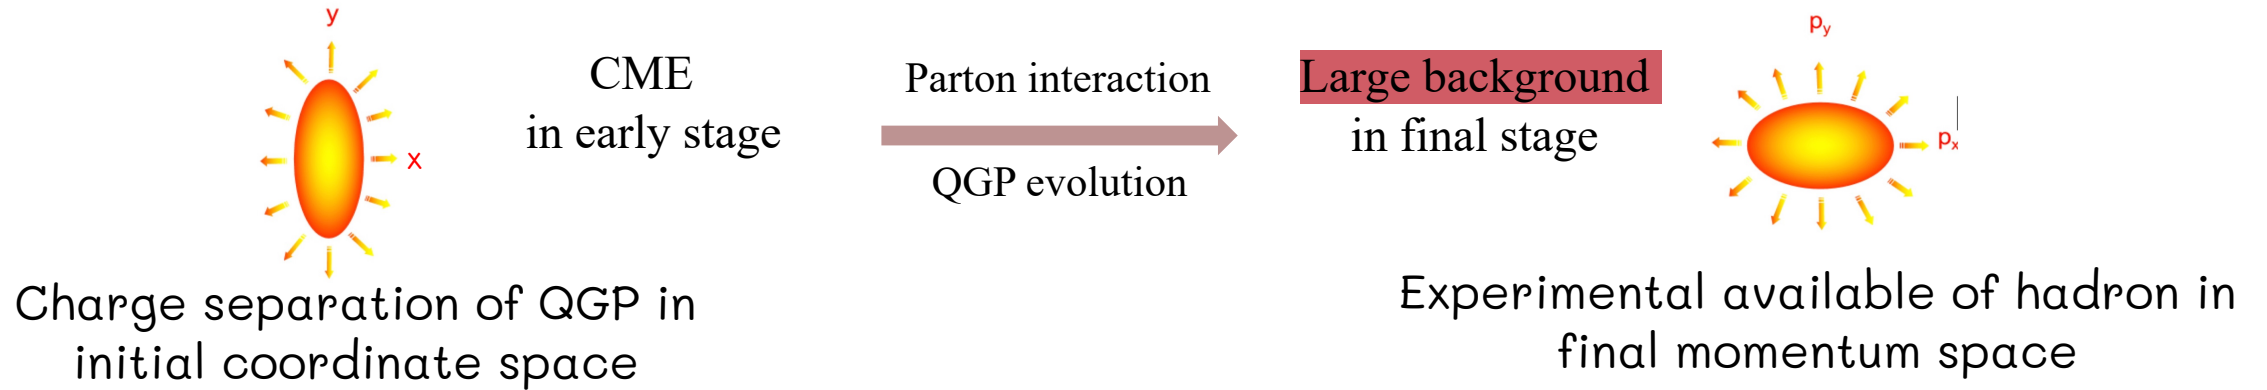 y
x
Charge separation of QGP in
initial coordinate space
CME
in early stage
Parton interaction
QGP evolution
Large background
in final stage
py
px
Experimental available of hadron in
final momentum space